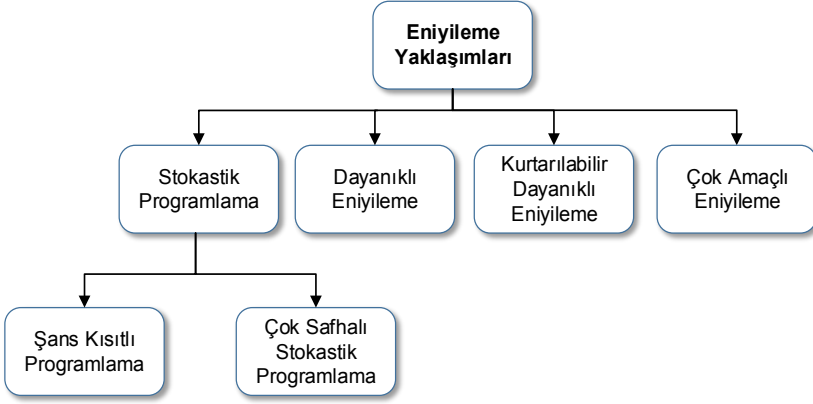 Eniyileme
Yaklaşımları
Stokastik
Programlama
Dayanıklı
Eniyileme
Kurtarılabilir
Dayanıklı
Eniyileme
Çok Amaçlı
Eniyileme
Şans Kısıtlı
Programlama
Çok Safhalı
Stokastik
Programlama